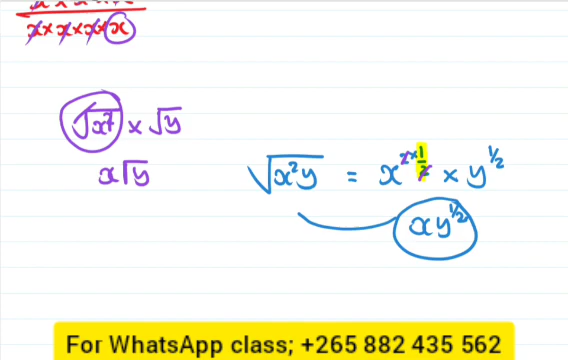 x × x × x × x
√x² × √y
x√y
√x²y = x^(2×1/2) × y^(1/2)
xy^(1/2)
For WhatsApp class; +265 882 435 562